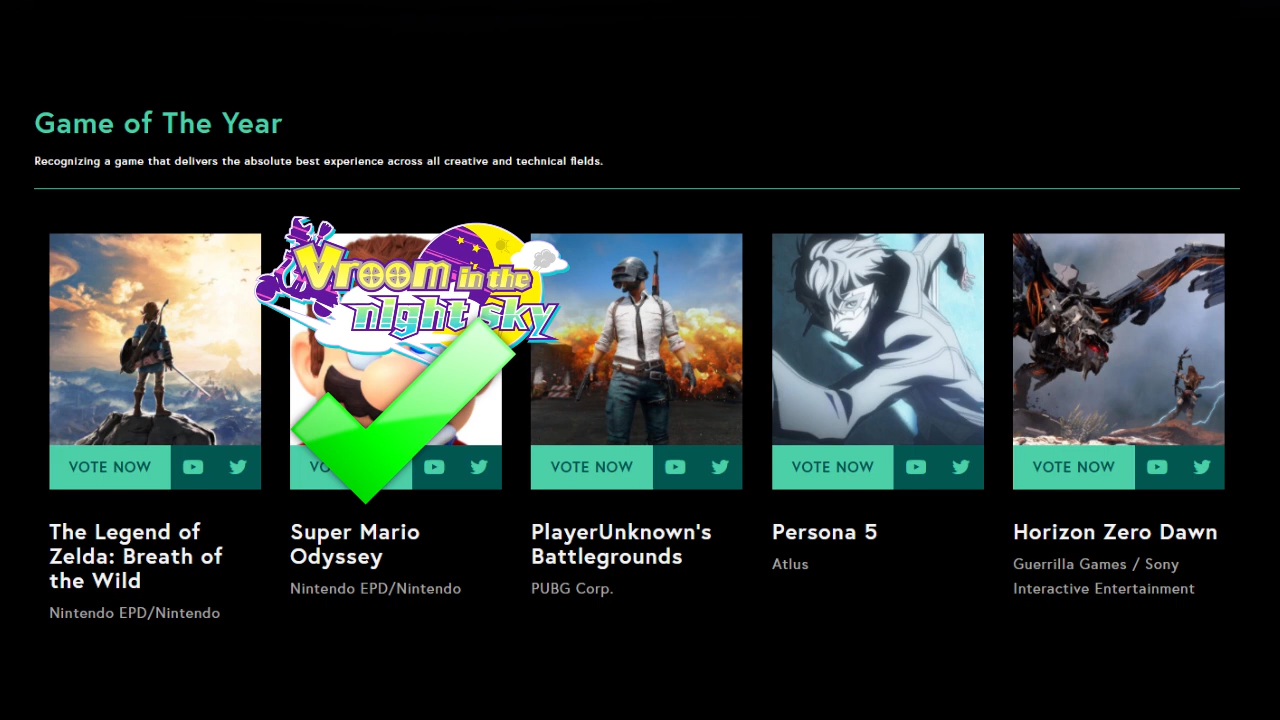 Game of The Year
Recognizing a game that delivers the absolute best experience across all creative and technical fields.
Vroom in the
night sky
VOTE NOW
VO
VOTE NOW
VOTE NOW
VOTE NOW
The Legend of
Zelda: Breath of
the Wild
Nintendo EPD/Nintendo
Super Mario
Odyssey
Nintendo EPD/Nintendo
PlayerUnknown's
Battlegrounds
PUBG Corp.
Persona 5
Atlus
Horizon Zero Dawn
Guerrilla Games / Sony
Interactive Entertainment